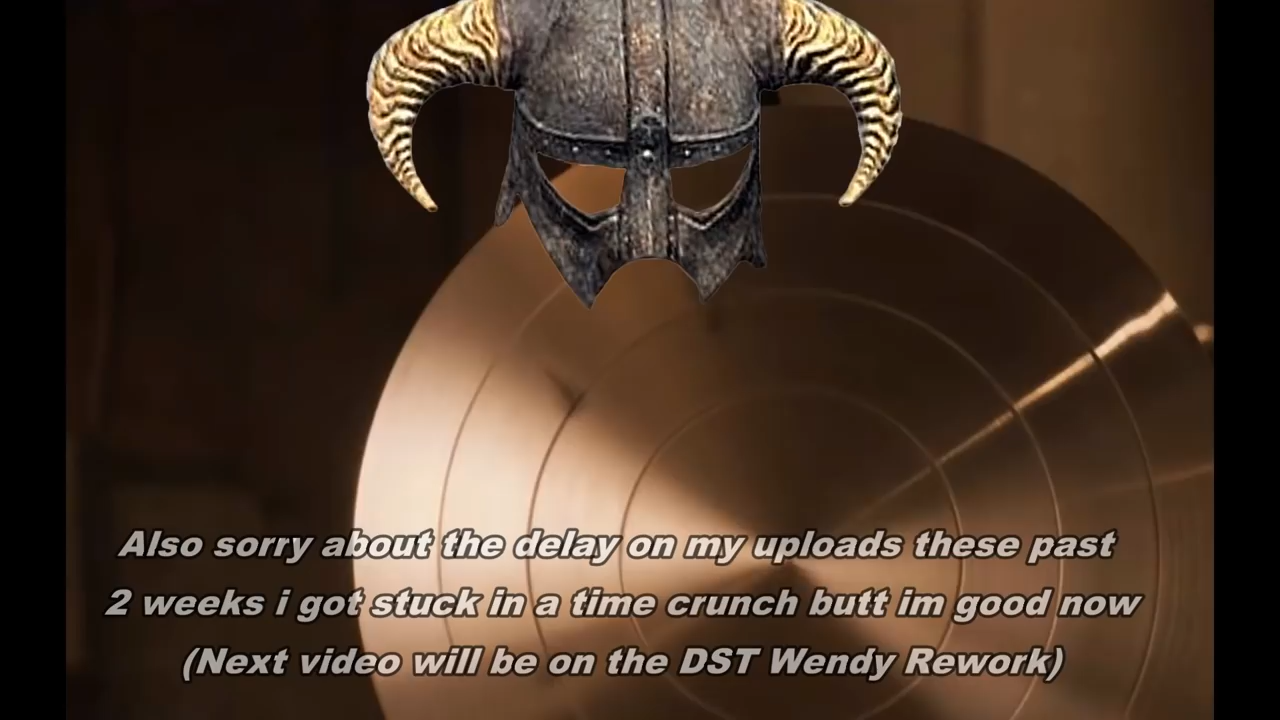 Also sorry about the delay on my uploads these past
2 weeks i got stuck in a time crunch butt im good now
(Next video will be on the DST Wendy Rework)